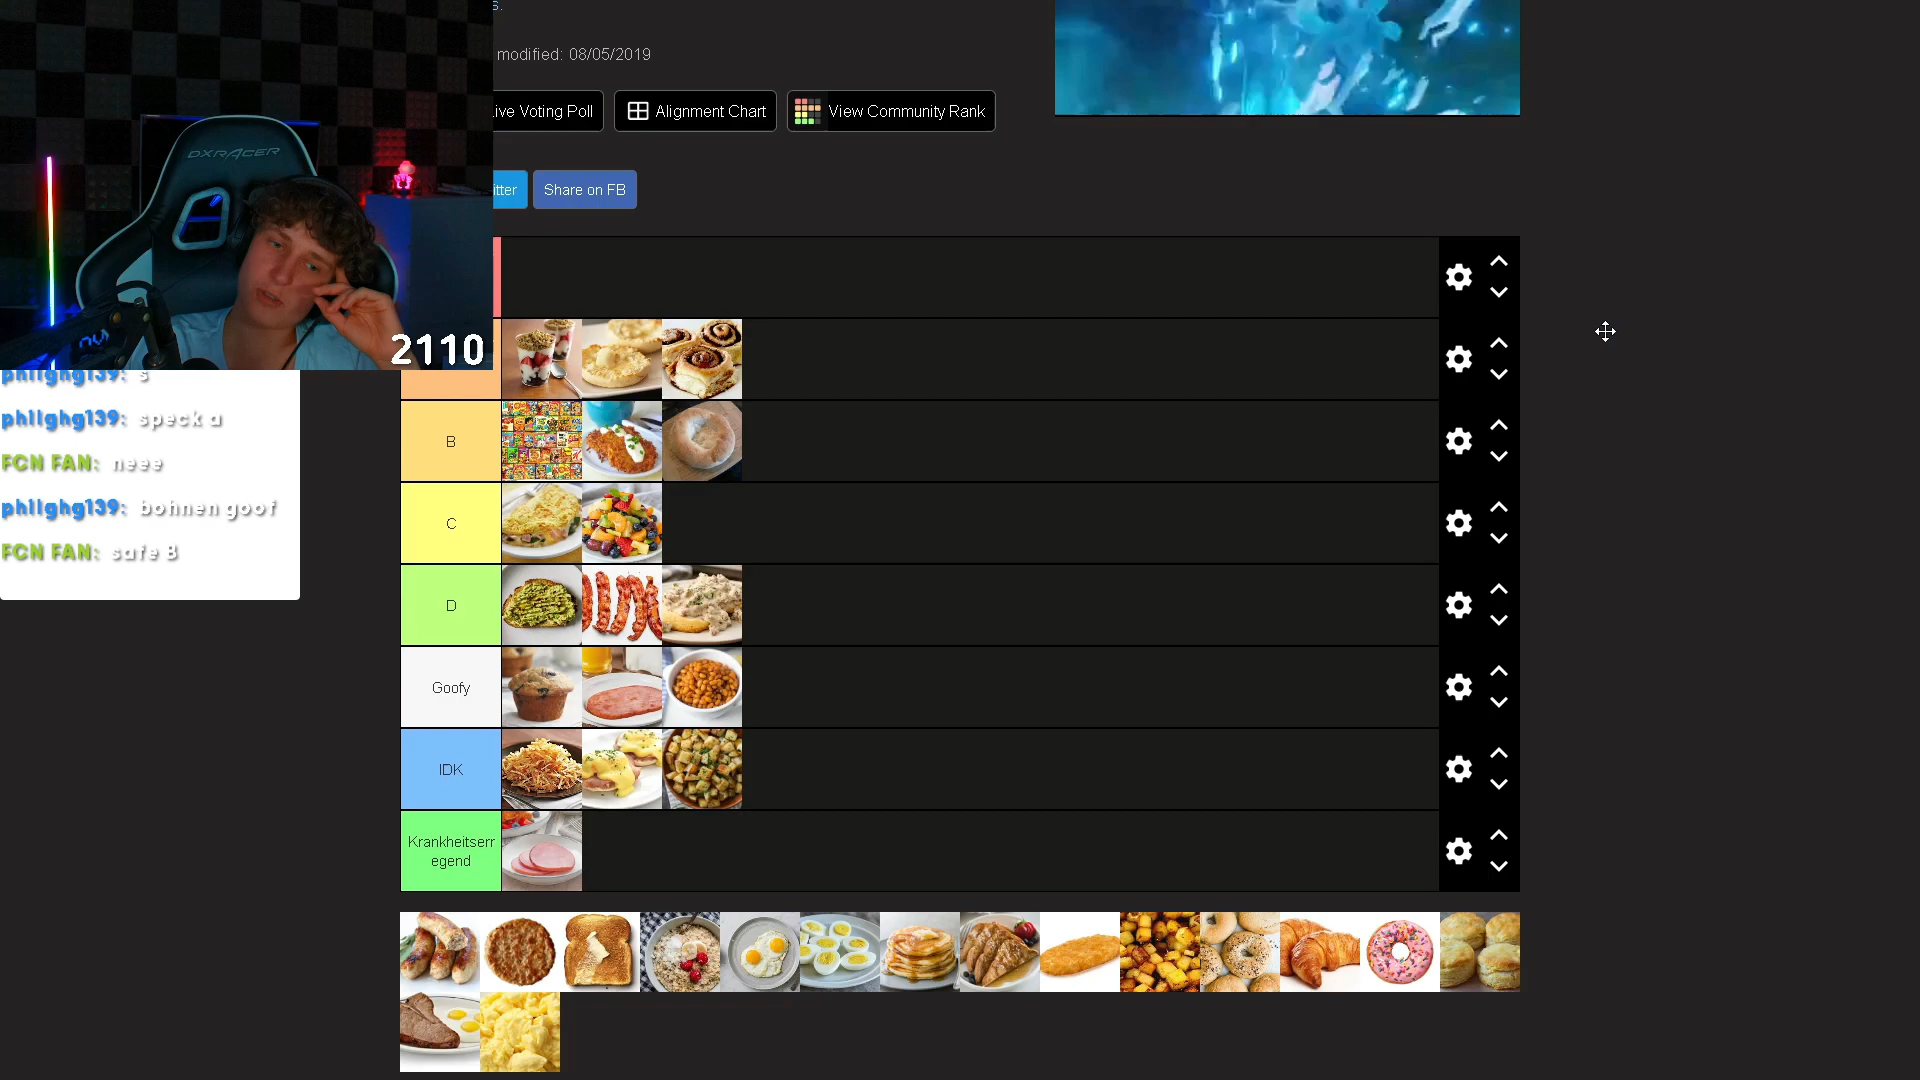 s.
modified: 08/05/2019
ive Voting Poll
Alignment Chart
View Community Rank
itter
Share on FB
DXRACER
2110
philghg139: s
philghg139: speck a
FCN FAN: neee
philghg139: bohnen goof
FCN FAN: safe B
B
C
D
Goofy
IDK
Krankheitserr
egend